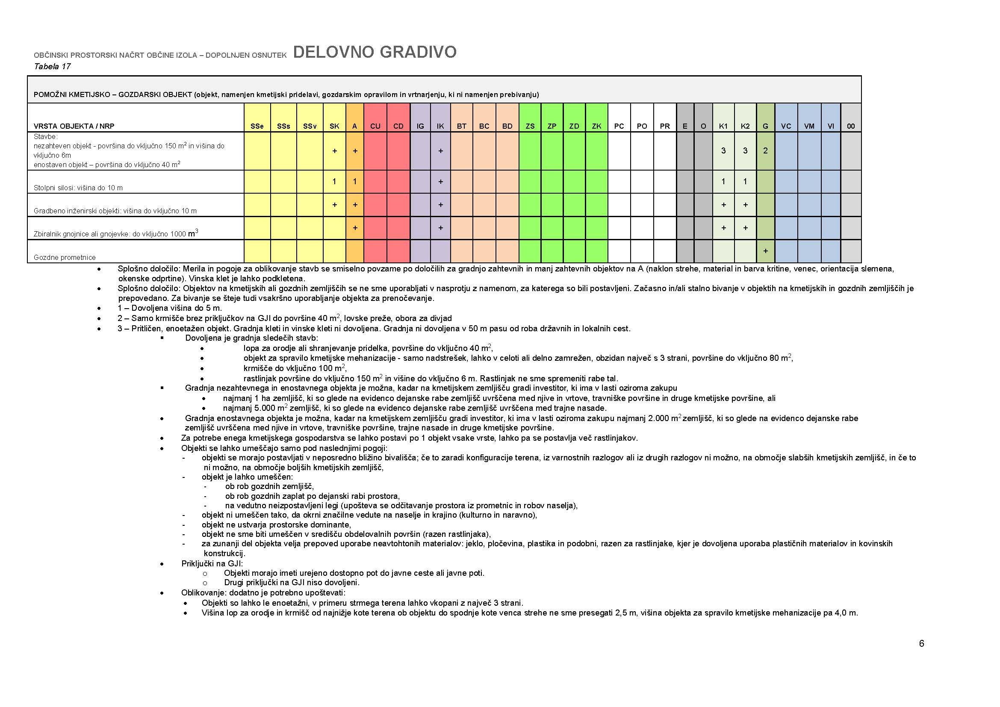 OBČINSKI PROSTORSKI NAČRT OBČINE IZOLA – DOPOLNJEN OSNUTEK DELOVNO GRADIVO
Tabela 17
POMOŽNI KMETIJSKO – GOZDARSKI OBJEKT (objekt, namenjen kmetijski pridelavi, gozdarskim opravilom in vrtnarjenju, ki ni namenjen prebivanju)
VRSTA OBJEKTA / NRP SSe SSs SSv SK A CU CD IG IK BT BC BD ZS ZP ZD ZK PC PO PR E O K1 K2 G VC VM VI 00
Stavbe:
nezahteven objekt - površina do vključno 150 m² in višina do
vključno 6m
enostaven objekt – površina do vključno 40 m²
+ + + 3 3 2
Stolpni silosi: višina do 10 m 1 1 + 1 1
Gradbeno inženirski objekti: višina do vključno 10 m + + + + +
Zbiralnik gnojnice ali gnojevke: do vključno 1000 m³ + + + +
Gozdne prometnice +
• Splošno določilo: Merila in pogoje za oblikovanje stavb se smiselno povzame po določilih za gradnjo zahtevnih in manj zahtevnih objektov na A (naklon strehe, material in barva kritine, venec, orientacija slemena,
okenske odprtine). Vinska klet je lahko podkletena.
• Splošno določilo: Objektov na kmetijskih ali gozdnih zemljiščih se ne sme uporabljati v nasprotju z namenom, za katerega so bili postavljeni. Začasno in/ali stalno bivanje v objektih na kmetijskih in gozdnih zemljiščih je
prepovedano. Za bivanje se šteje tudi vsakršno uporabljanje objekta za prenočevanje.
• 1 – Dovoljena višina do 5 m.
• 2 – Samo krmišče brez priključkov na GJI do površine 40 m², lovske preže, obora za divjad
• 3 – Pritličen, enoetažen objekt. Gradnja kleti in vinske kleti ni dovoljena. Gradnja ni dovoljena v 50 m pasu od roba državnih in lokalnih cest.
▪ Dovoljena je gradnja sledečih stavb:
• lopa za orodje ali shranjevanje pridelka, površine do vključno 40 m²,
• objekt za spravilo kmetijske mehanizacije - samo nadstrešek, lahko v celoti ali delno zamrežen, obzidan največ s 3 strani, površine do vključno 80 m²,
• krmišče do vključno 100 m²,
• rastlinjak površine do vključno 150 m² in višine do vključno 6 m. Rastlinjak ne sme spremeniti rabe tal.
▪ Gradnja nezahtevnega in enostavnega objekta je možna, kadar na kmetijskem zemljišču gradi investitor, ki ima v lasti oziroma zakupu
• najmanj 1 ha zemljišč, ki so glede na evidenco dejanske rabe zemljišč uvrščena med njive in vrtove, travniške površine in druge kmetijske površine, ali
• najmanj 5.000 m² zemljišč, ki so glede na evidenco dejanske rabe zemljišč uvrščena med trajne nasade.
• Gradnja enostavnega objekta je možna, kadar na kmetijskem zemljišču gradi investitor, ki ima v lasti oziroma zakupu najmanj 2.000 m² zemljišč, ki so glede na evidenco dejanske rabe
zemljišč uvrščena med njive in vrtove, travniške površine, trajne nasade in druge kmetijske površine.
• Za potrebe enega kmetijskega gospodarstva se lahko postavi po 1 objekt vsake vrste, lahko pa se postavlja več rastlinjakov.
• Objekti se lahko umeščajo samo pod naslednjimi pogoji:
- objekti se morajo postavljati v neposredno bližino bivališča; če to zaradi konfiguracije terena, iz varnostnih razlogov ali iz drugih razlogov ni možno, na območje slabših kmetijskih zemljišč, in če to
ni možno, na območje boljših kmetijskih zemljišč,
- objekt je lahko umeščen:
- ob rob gozdnih zemljišč,
- ob rob gozdnih zaplat po dejanski rabi prostora,
- na vedutno neizpostavljeni legi (upošteva se odčitavanje prostora iz prometnic in robov naselja),
- objekt ni umeščen tako, da okrni značilne vedute na naselje in krajino (kulturno in naravno),
- objekt ne ustvarja prostorske dominante,
- objekt ne sme biti umeščen v središču obdelovalnih površin (razen rastlinjaka),
- za zunanji del objekta velja prepoved uporabe neavtohtonih materialov: jeklo, pločevina, plastika in podobni, razen za rastlinjake, kjer je dovoljena uporaba plastičnih materialov in kovinskih
konstrukcij.
• Priključki na GJI:
o Objekti morajo imeti urejeno dostopno pot do javne ceste ali javne poti.
o Drugi priključki na GJI niso dovoljeni.
• Oblikovanje: dodatno je potrebno upoštevati:
• Objekti so lahko le enoetažni, v primeru strmega terena lahko vkopani z največ 3 strani.
• Višina lop za orodje in krmišč od najnižje kote terena ob objektu do spodnje kote venca strehe ne sme presegati 2,5 m, višina objekta za spravilo kmetijske mehanizacije pa 4,0 m.
6